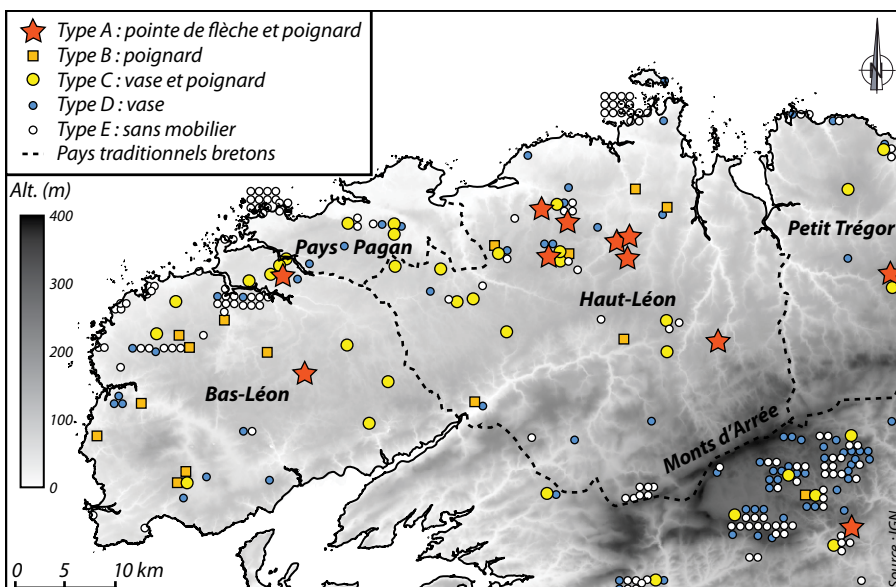 Type A : pointe de flèche et poignard
Type B : poignard
Type C : vase et poignard
Type D : vase
Type E : sans mobilier
Pays traditionnels bretons
N
Alt. (m)
400
300
200
100
0
Pays Pagan
Petit Trégor
Haut-Léon
Bas-Léon
Monts d'Arrée
0 5 10 km
Source : IGN